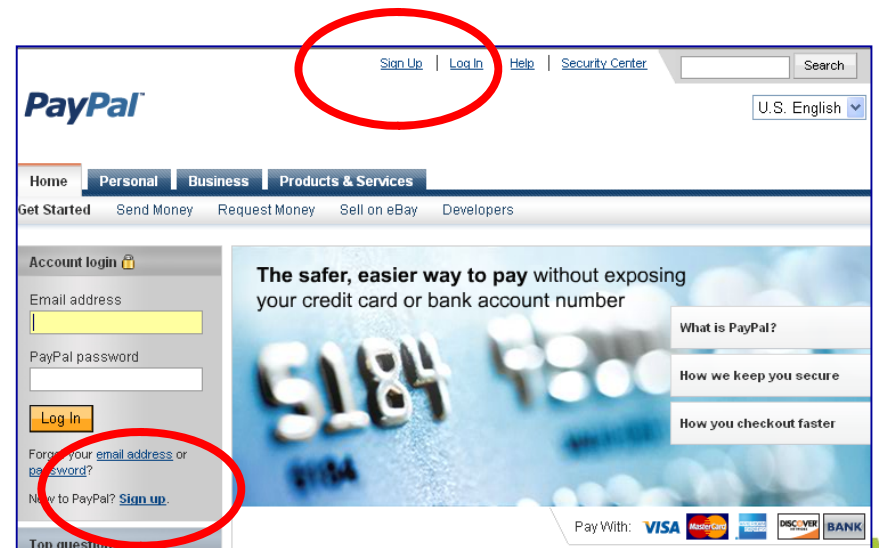 Sign Up | Log In | Help | Security Center Search
PayPal
U.S. English
Home Personal Business Products & Services
Get Started Send Money Request Money Sell on eBay Developers
Account login
Email address
PayPal password
Log In
Forgot your email address or
password?
New to PayPal? Sign up.
Top question
The safer, easier way to pay without exposing
your credit card or bank account number
5184
5184
What is PayPal?
How we keep you secure
How you checkout faster
Pay With: VISA MasterCard DISCOVER BANK